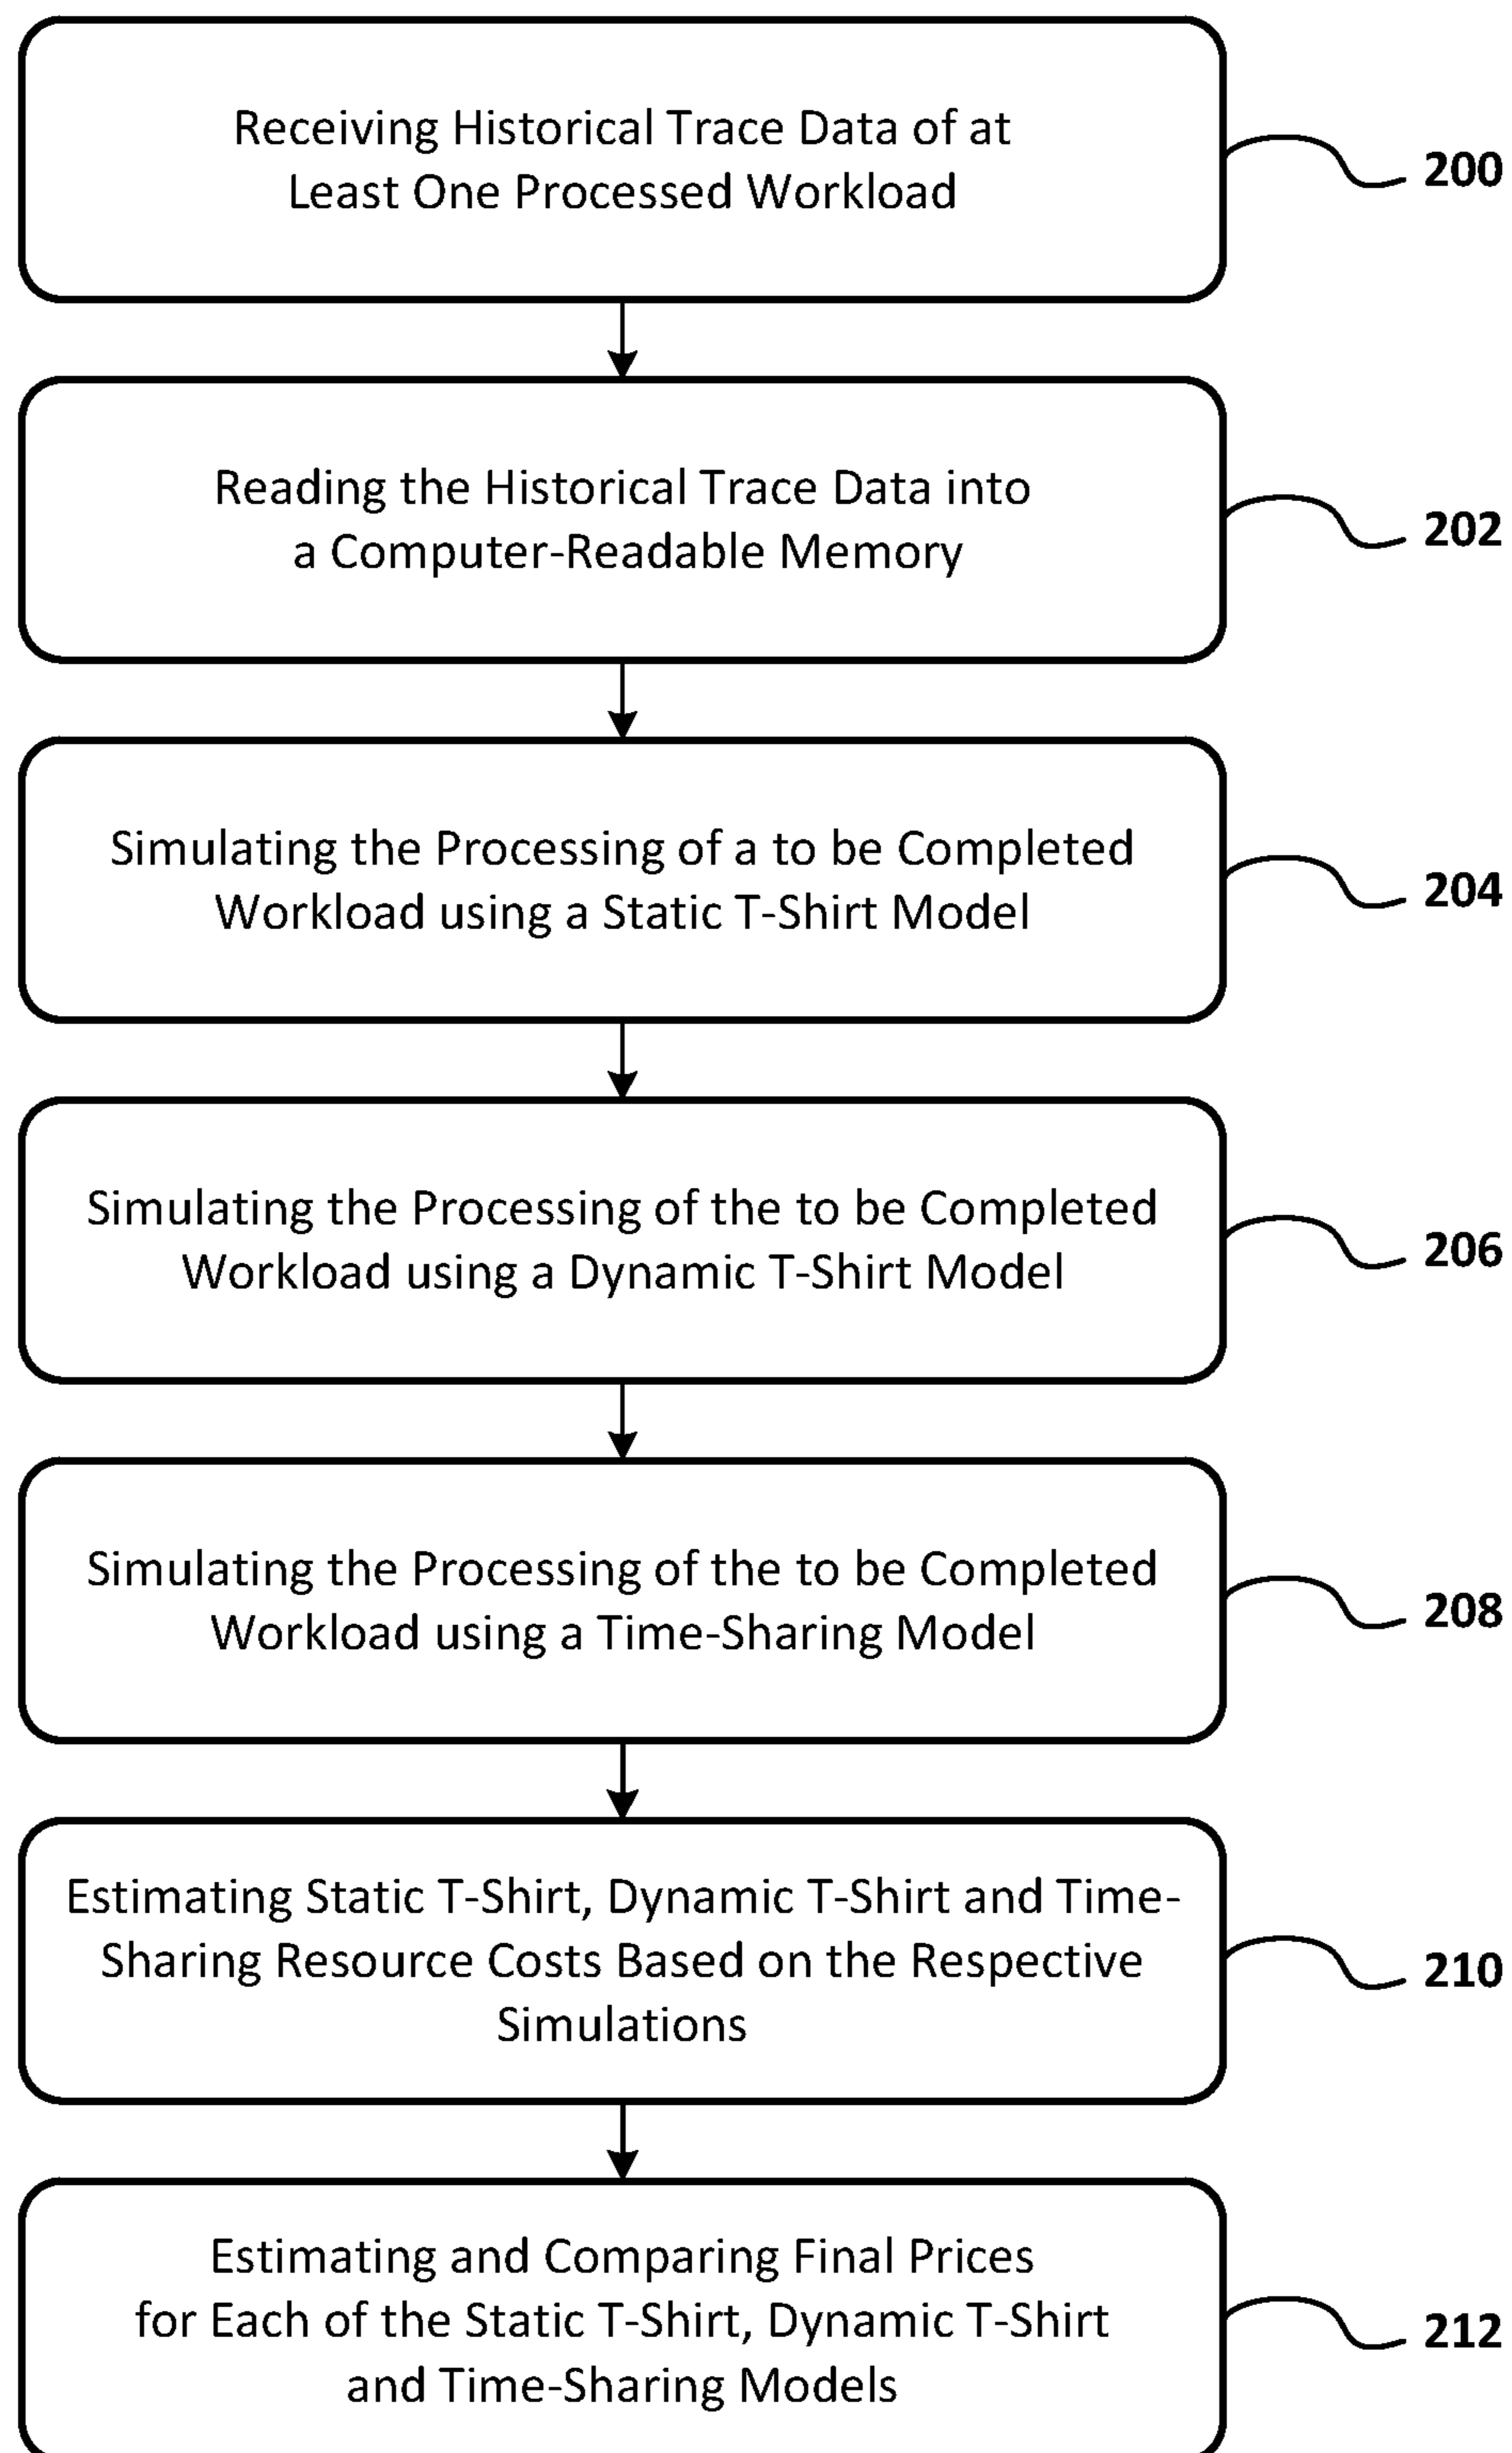 Receiving Historical Trace Data of at
Least One Processed Workload
200
Reading the Historical Trace Data into
a Computer-Readable Memory
202
Simulating the Processing of a to be Completed
Workload using a Static T-Shirt Model
204
Simulating the Processing of the to be Completed
Workload using a Dynamic T-Shirt Model
206
Simulating the Processing of the to be Completed
Workload using a Time-Sharing Model
208
Estimating Static T-Shirt, Dynamic T-Shirt and Time-
Sharing Resource Costs Based on the Respective
Simulations
210
Estimating and Comparing Final Prices
for Each of the Static T-Shirt, Dynamic T-Shirt
and Time-Sharing Models
212